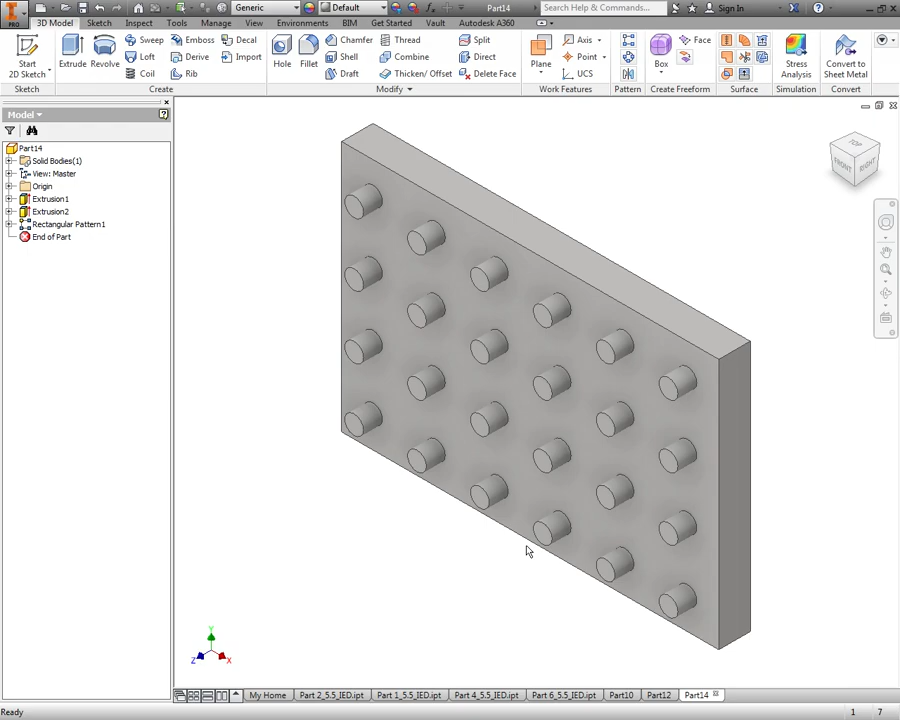 Generic
Default
Part14
Search Help & Commands...
Sign In
PRO
3D Model Sketch Inspect Tools Manage View Environments BIM Get Started Vault Autodesk A360
Start
2D Sketch
Extrude
Revolve
Sweep
Loft
Coil
Emboss
Derive
Rib
Decal
Import
Hole
Fillet
Chamfer
Shell
Draft
Thread
Combine
Thicken/ Offset
Split
Direct
Delete Face
Plane
Axis
Point
UCS
Box
Face
Stress
Analysis
Convert to
Sheet Metal
Sketch Create Modify Work Features Pattern Create Freeform Surface Simulation Convert
Model
Part14
Solid Bodies(1)
View: Master
Origin
Extrusion1
Extrusion2
Rectangular Pattern1
End of Part
TOP
FRONT
RIGHT
Y
Z
X
My Home Part 2_5.5_IED.ipt Part 1_5.5_IED.ipt Part 4_5.5_IED.ipt Part 6_5.5_IED.ipt Part10 Part12 Part14
Ready 1 7